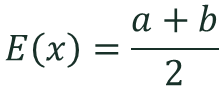 E(x) = (a + b) / 2